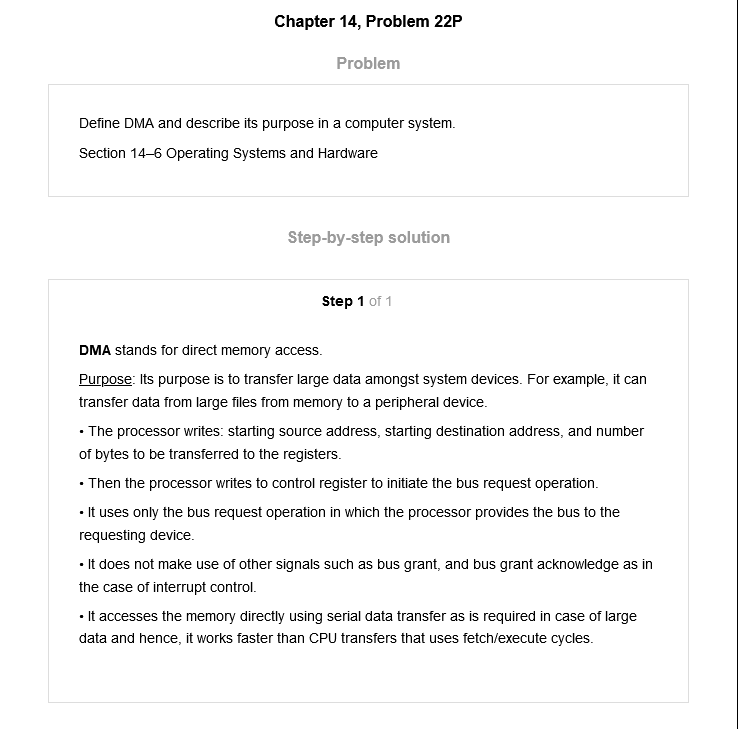 Chapter 14, Problem 22P
Problem
Define DMA and describe its purpose in a computer system.
Section 14–6 Operating Systems and Hardware
Step-by-step solution
Step 1 of 1
DMA stands for direct memory access.
Purpose: Its purpose is to transfer large data amongst system devices. For example, it can
transfer data from large files from memory to a peripheral device.
• The processor writes: starting source address, starting destination address, and number
of bytes to be transferred to the registers.
• Then the processor writes to control register to initiate the bus request operation.
• It uses only the bus request operation in which the processor provides the bus to the
requesting device.
• It does not make use of other signals such as bus grant, and bus grant acknowledge as in
the case of interrupt control.
• It accesses the memory directly using serial data transfer as is required in case of large
data and hence, it works faster than CPU transfers that uses fetch/execute cycles.